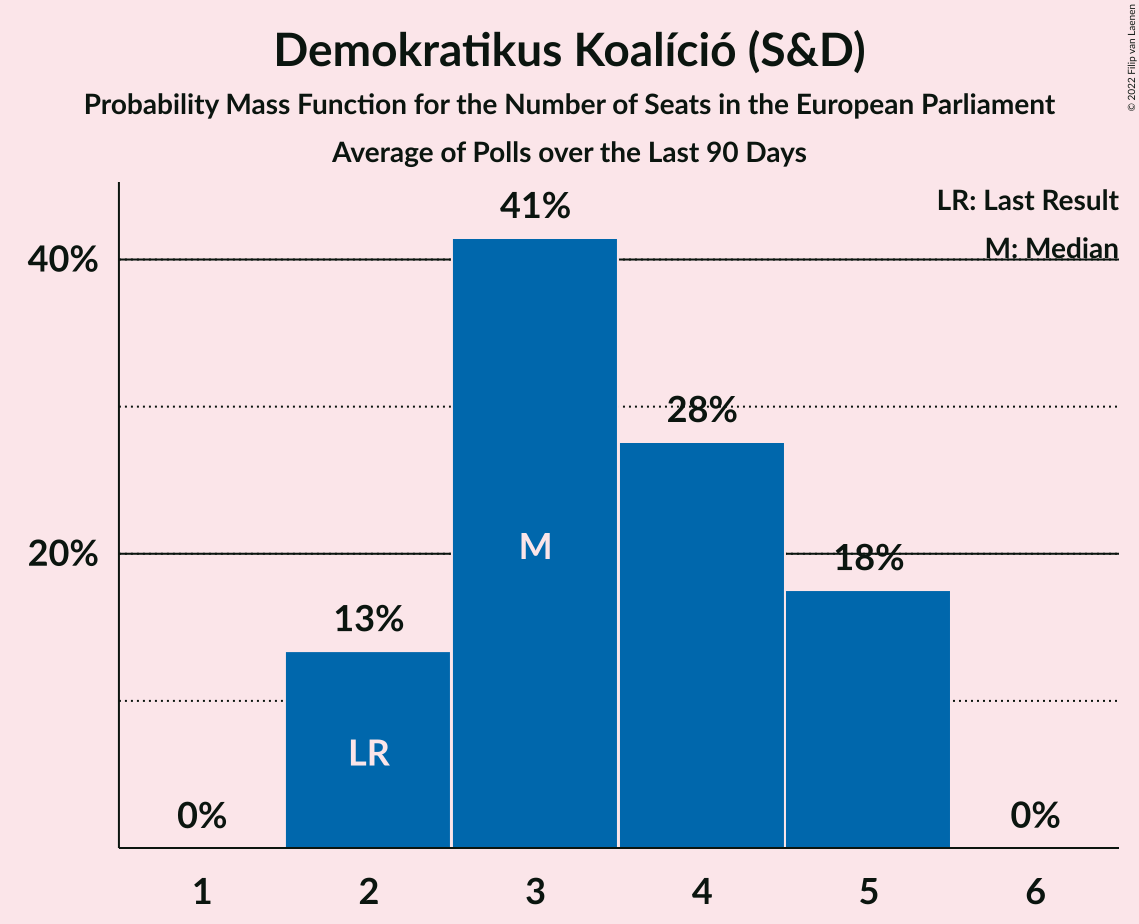 Demokratikus Koalíció (S&D)
Probability Mass Function for the Number of Seats in the European Parliament
Average of Polls over the Last 90 Days
© 2022 Filip van Laenen
LR: Last Result
M: Median
41%
40%
28%
20%
18%
M
13%
LR
0%
0%
1 2 3 4 5 6